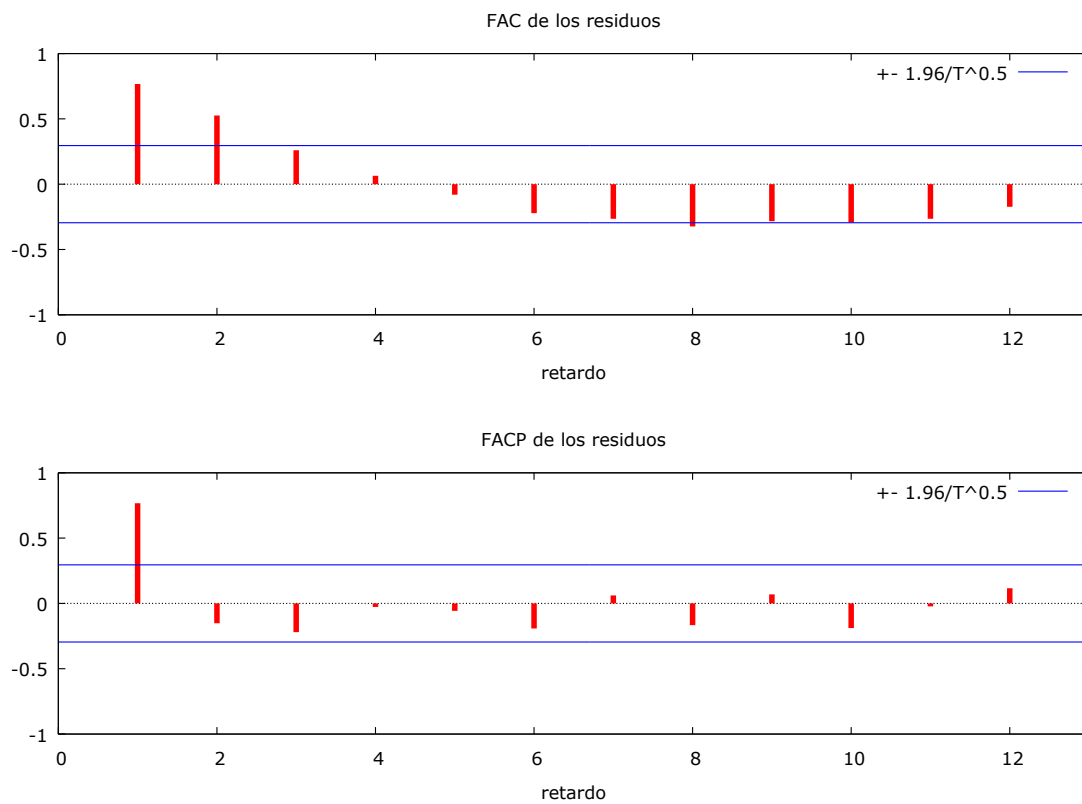 FAC de los residuos
+- 1.96/T^0.5
1
0.5
0
-0.5
-1
0 2 4 6 8 10 12
retardo
FACP de los residuos
+- 1.96/T^0.5
1
0.5
0
-0.5
-1
0 2 4 6 8 10 12
retardo